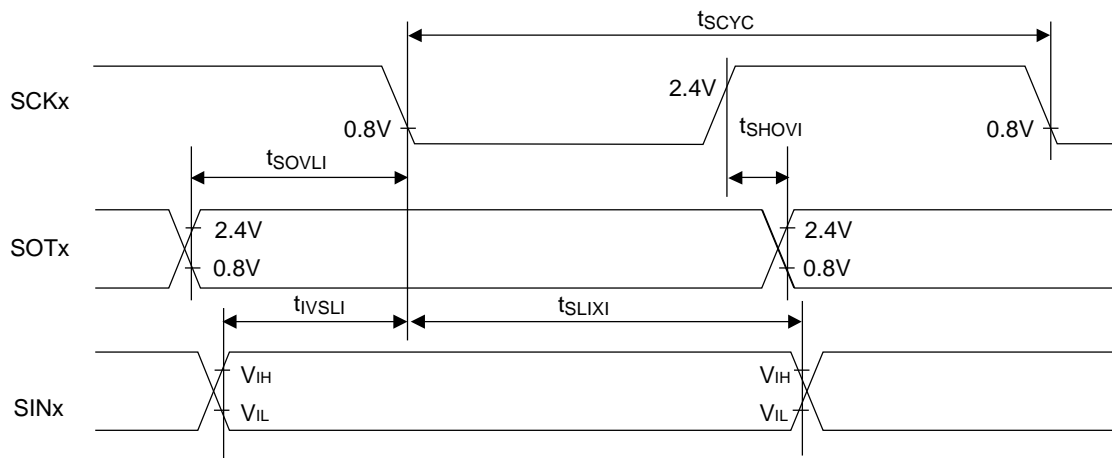 tSCYC
SCKx
2.4V
0.8V
tSHOVI
0.8V
tSOVLI
SOTx
2.4V
0.8V
2.4V
0.8V
tIVSLI
tSLIXI
SINx
VIH
VIL
VIH
VIL